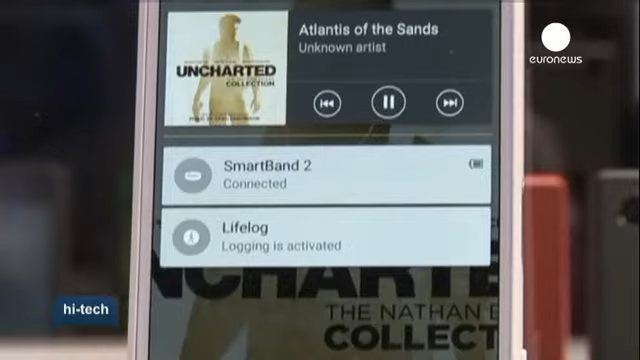 Atlantis of the Sands
Unknown artist
UNCHARTED
COLLECTION
euronews
SmartBand 2
Connected
Lifelog
Logging is activated
UNCHARTE
THE NATHAN
COLLECT
hi-tech